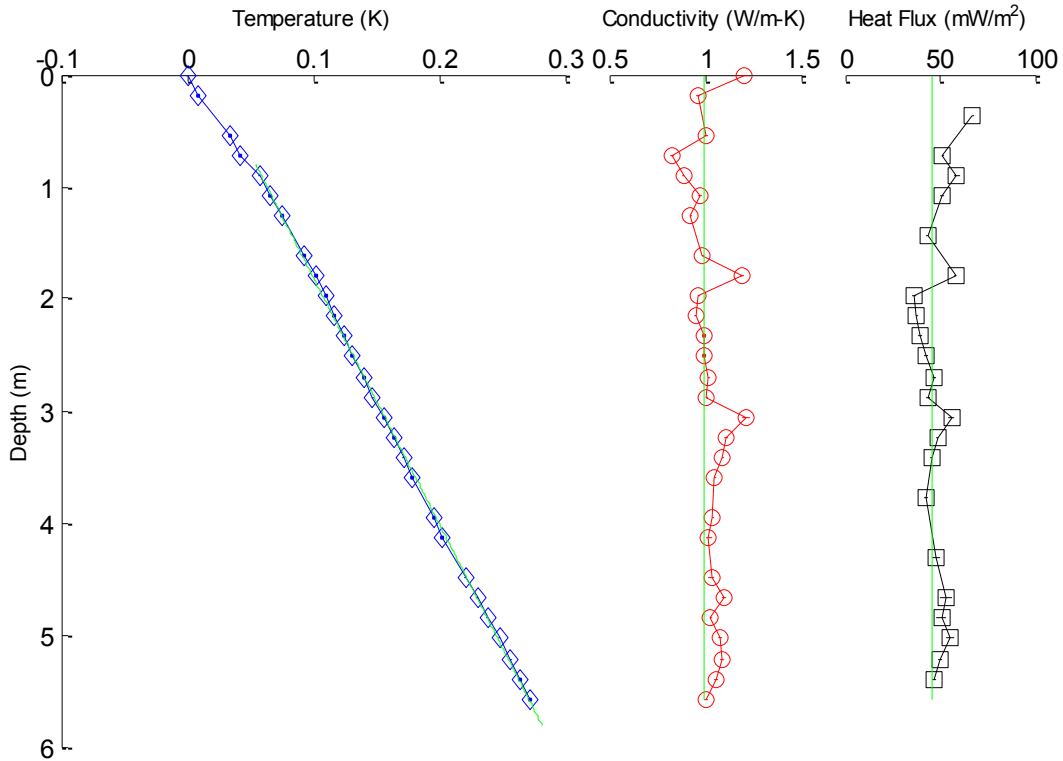 Temperature (K) Conductivity (W/m-K) Heat Flux (mW/m²)
-0.1 0 0.1 0.2 0.3 0.5 1 1.5 0 50 100
0
1
2
3
4
5
6
Depth (m)